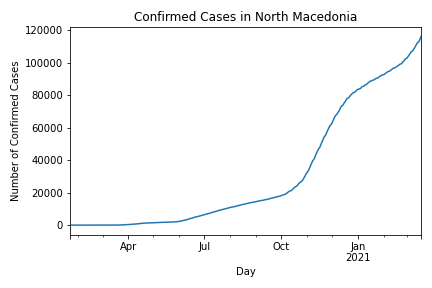 Confirmed Cases in North Macedonia
Number of Confirmed Cases
120000
100000
80000
60000
40000
20000
0
Apr
Jul
Oct
Jan
2021
Day